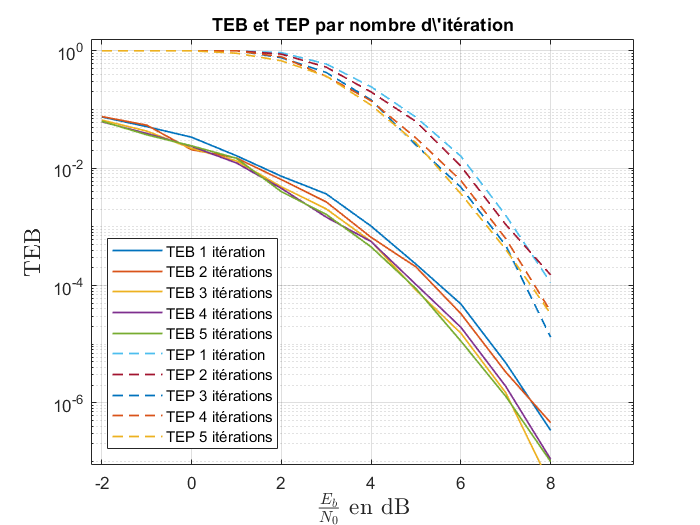 TEB et TEP par nombre d\'itération
10^0
10^-2
10^-4
10^-6
TEB
TEB 1 itération
TEB 2 itérations
TEB 3 itérations
TEB 4 itérations
TEB 5 itérations
TEP 1 itération
TEP 2 itérations
TEP 3 itérations
TEP 4 itérations
TEP 5 itérations
-2 0 2 4 6 8
E_b/N_0 en dB